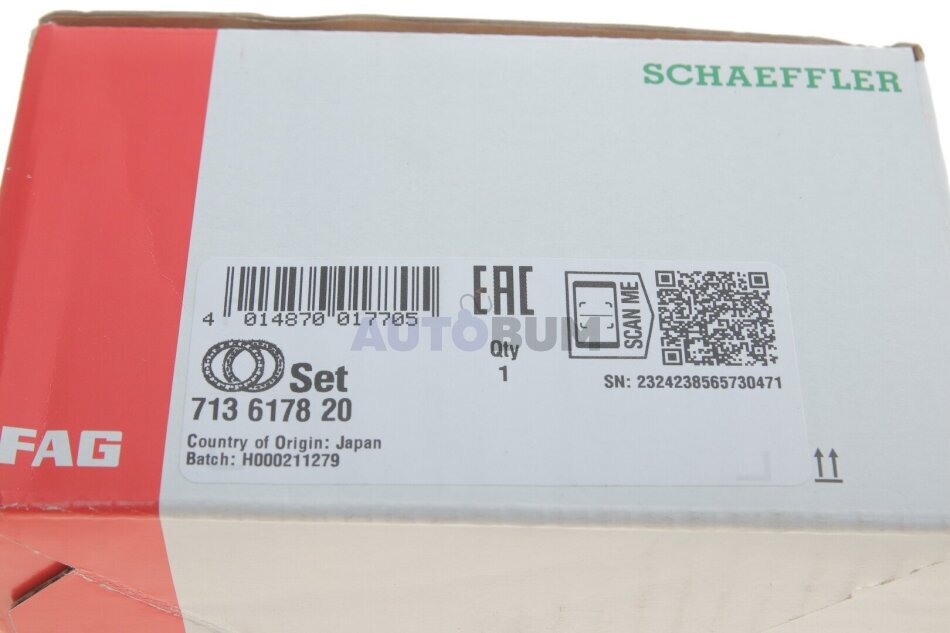 SCHAEFFLER
EAC
4 014870 017705
SCAN ME
AUTOBUM
Qty
1
SN: 2324238565730471
Set
713 6178 20
Country of Origin: Japan
Batch: H000211279
FAG